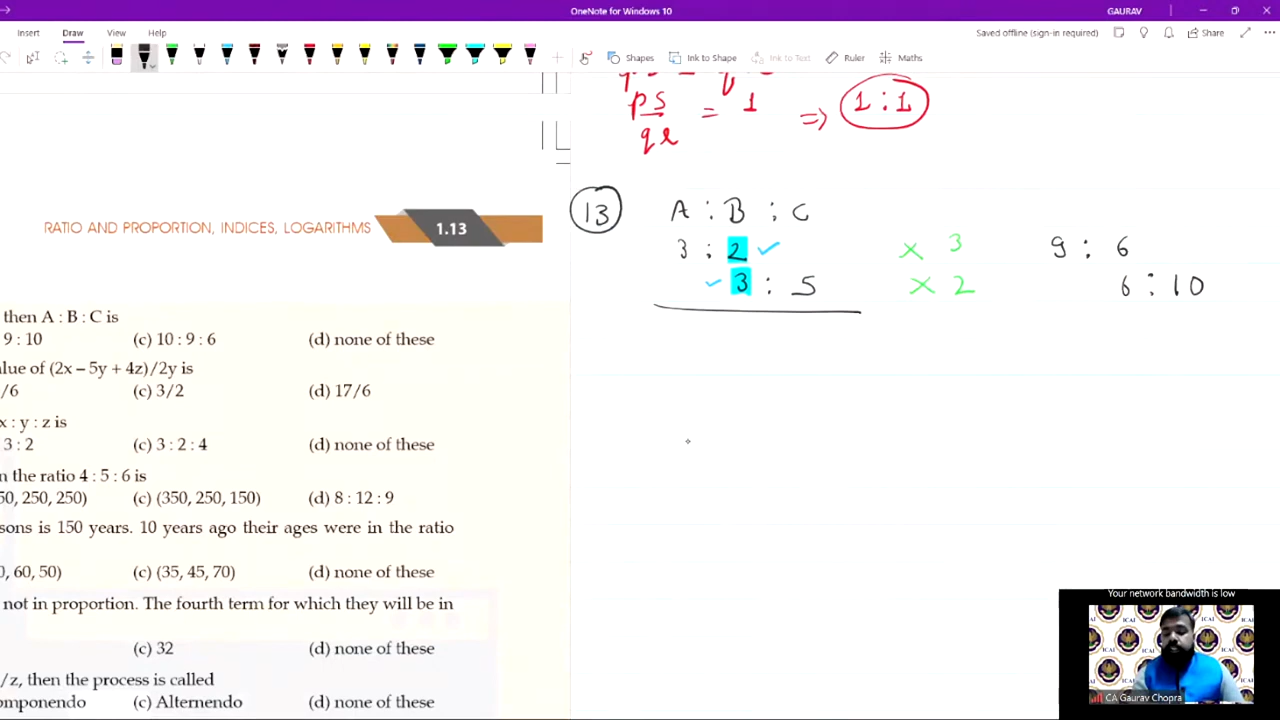 OneNote for Windows 10
GAURAV
Insert Draw View Help
Saved offline (sign-in required)
Share
Shapes Ink to Shape Ink to Text Ruler Maths
ps = 1 => 1 : 1
qr
RATIO AND PROPORTION, INDICES, LOGARITHMS 1.13
13
A : B : C
3 : 2 ✓ × 3 9 : 6
✓ 3 : 5 × 2 6 : 10
then A : B : C is
9 : 10 (c) 10 : 9 : 6 (d) none of these
alue of (2x – 5y + 4z)/2y is
/6 (c) 3/2 (d) 17/6
x : y : z is
3 : 2 (c) 3 : 2 : 4 (d) none of these
n the ratio 4 : 5 : 6 is
50, 250, 250) (c) (350, 250, 150) (d) 8 : 12 : 9
sons is 150 years. 10 years ago their ages were in the ratio
0, 60, 50) (c) (35, 45, 70) (d) none of these
not in proportion. The fourth term for which they will be in
(c) 32 (d) none of these
/z, then the process is called
omponendo (c) Alternendo (d) none of these
Your network bandwidth is low
ICAI
CA Gaurav Chopra